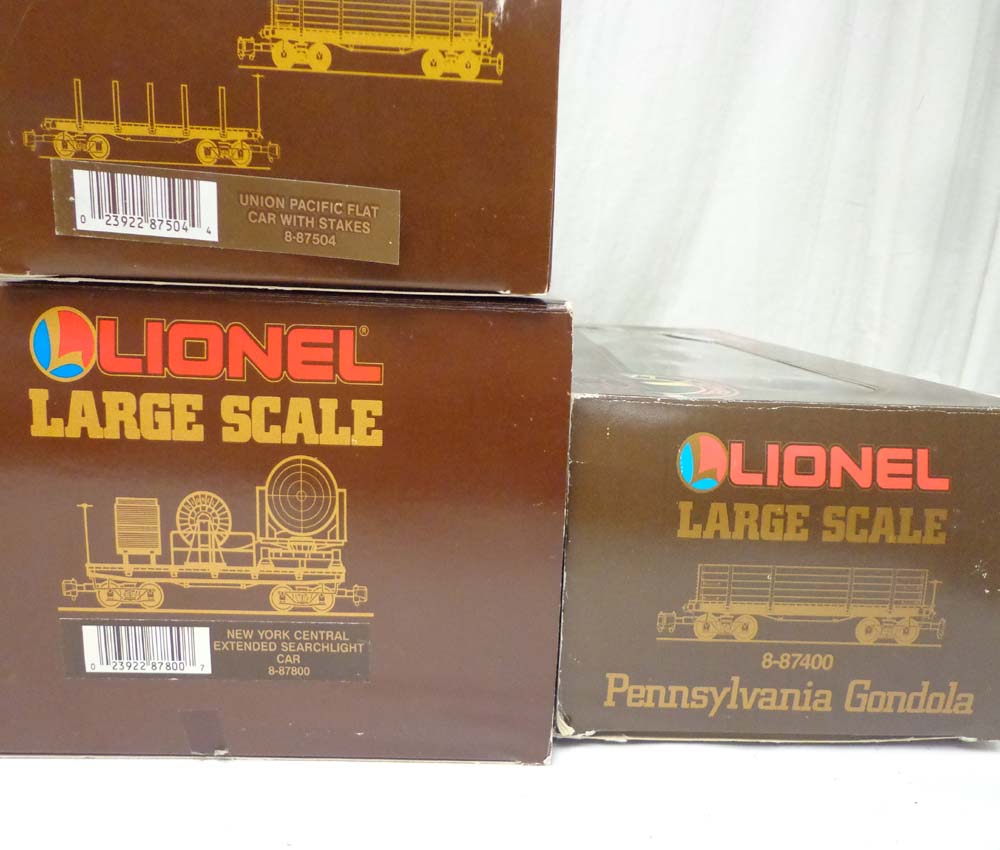 UNION PACIFIC FLAT
CAR WITH STAKES
8-87504
0 23922 87504 4
LIONEL®
LARGE SCALE
NEW YORK CENTRAL
EXTENDED SEARCHLIGHT
CAR
8-87800
0 23922 87800 7
LIONEL
LARGE SCALE
8-87400
Pennsylvania Gondola